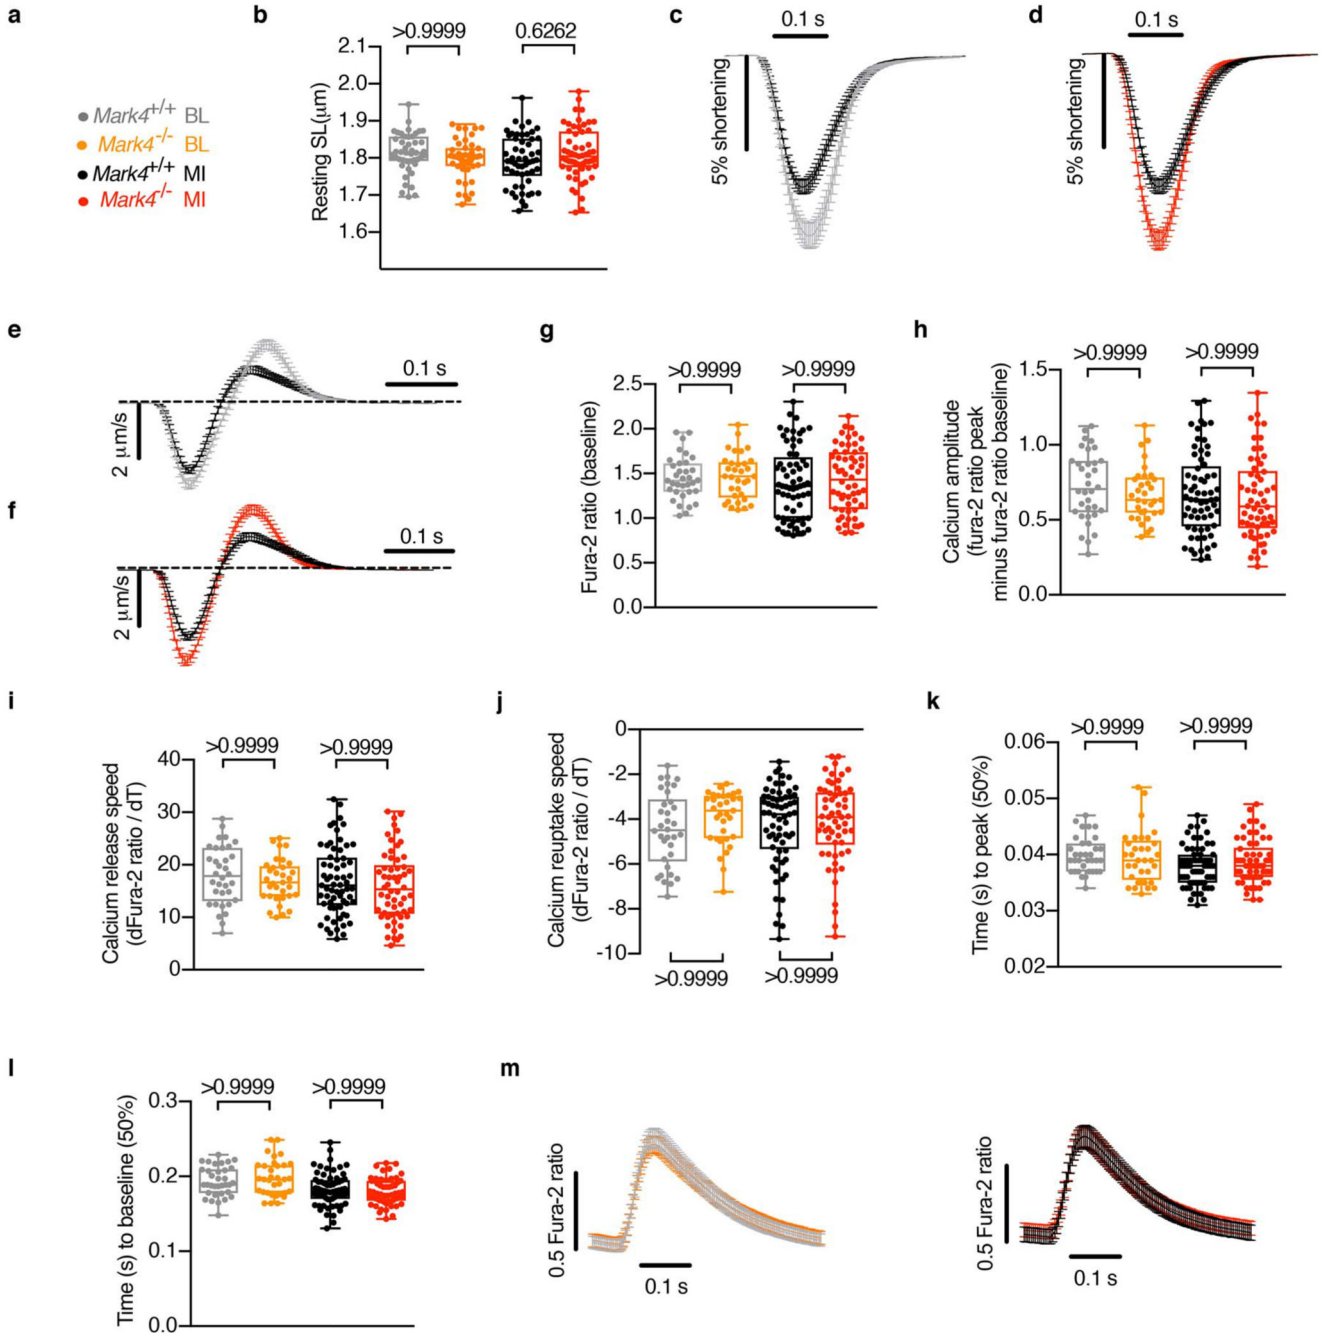 a
Mark4+/+ BL
Mark4-/- BL
Mark4+/+ MI
Mark4-/- MI
b
>0.9999
0.6262
Resting SL(μm)
2.1
2.0
1.9
1.8
1.7
1.6
c
0.1 s
5% shortening
d
0.1 s
5% shortening
e
0.1 s
2 μm/s
f
0.1 s
2 μm/s
g
>0.9999
>0.9999
Fura-2 ratio (baseline)
2.5
2.0
1.5
1.0
0.5
0.0
h
>0.9999
>0.9999
Calcium amplitude
(fura-2 ratio peak
minus fura-2 ratio baseline)
1.5
1.0
0.5
0.0
i
>0.9999
>0.9999
Calcium release speed
(dFura-2 ratio / dT)
40
30
20
10
0
j
Calcium reuptake speed
(dFura-2 ratio / dT)
0
-2
-4
-6
-8
-10
>0.9999
>0.9999
k
>0.9999
>0.9999
Time (s) to peak (50%)
0.06
0.05
0.04
0.03
0.02
l
>0.9999
>0.9999
Time (s) to baseline (50%)
0.3
0.2
0.1
0.0
m
0.5 Fura-2 ratio
0.1 s
0.5 Fura-2 ratio
0.1 s